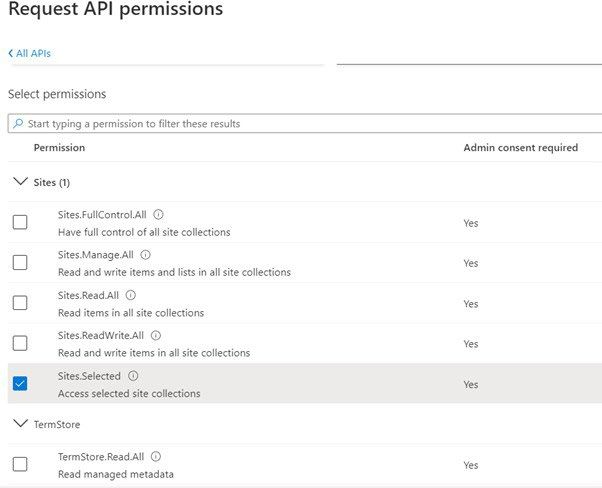 Request API permissions
All APIs
Select permissions
Start typing a permission to filter these results
Permission Admin consent required
Sites (1)
Sites.FullControl.All
Have full control of all site collections Yes
Sites.Manage.All
Read and write items and lists in all site collections Yes
Sites.Read.All
Read items in all site collections Yes
Sites.ReadWrite.All
Read and write items in all site collections Yes
Sites.Selected
Access selected site collections Yes
TermStore
TermStore.Read.All
Read managed metadata Yes